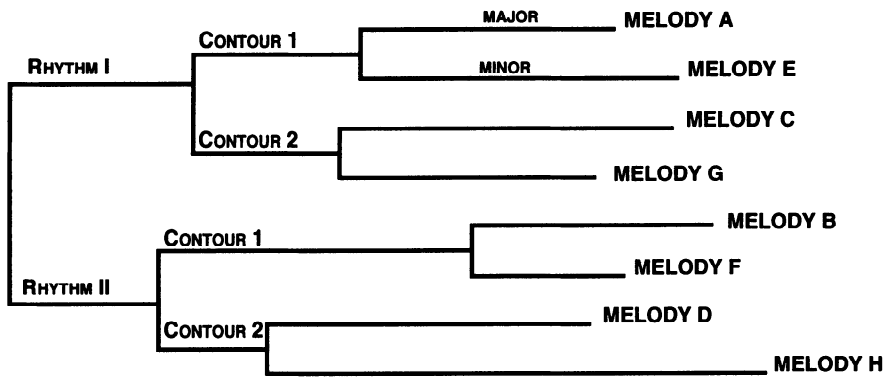 MAJOR
MELODY A
CONTOUR 1
RHYTHM I
MINOR
MELODY E
MELODY C
CONTOUR 2
MELODY G
MELODY B
CONTOUR 1
MELODY F
RHYTHM II
MELODY D
CONTOUR 2
MELODY H